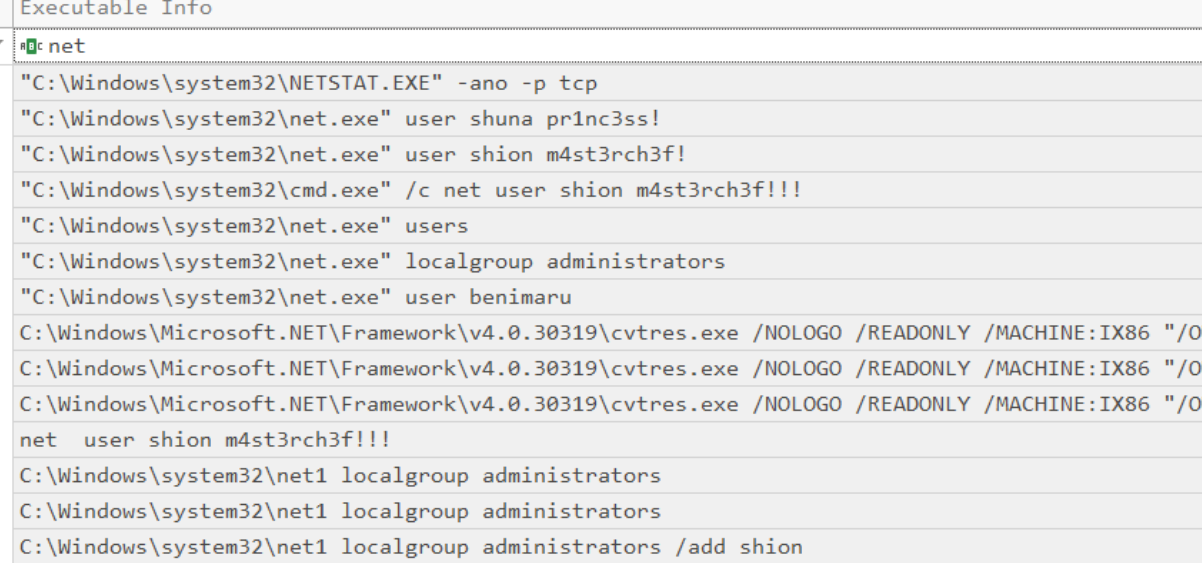 Executable Info
ABC net
"C:\Windows\system32\NETSTAT.EXE" -ano -p tcp
"C:\Windows\system32\net.exe" user shuna pr1nc3ss!
"C:\Windows\system32\net.exe" user shion m4st3rch3f!
"C:\Windows\system32\cmd.exe" /c net user shion m4st3rch3f!!!
"C:\Windows\system32\net.exe" users
"C:\Windows\system32\net.exe" localgroup administrators
"C:\Windows\system32\net.exe" user benimaru
C:\Windows\Microsoft.NET\Framework\v4.0.30319\cvtres.exe /NOLOGO /READONLY /MACHINE:IX86 "/O
C:\Windows\Microsoft.NET\Framework\v4.0.30319\cvtres.exe /NOLOGO /READONLY /MACHINE:IX86 "/O
C:\Windows\Microsoft.NET\Framework\v4.0.30319\cvtres.exe /NOLOGO /READONLY /MACHINE:IX86 "/O
net  user shion m4st3rch3f!!!
C:\Windows\system32\net1 localgroup administrators
C:\Windows\system32\net1 localgroup administrators
C:\Windows\system32\net1 localgroup administrators /add shion